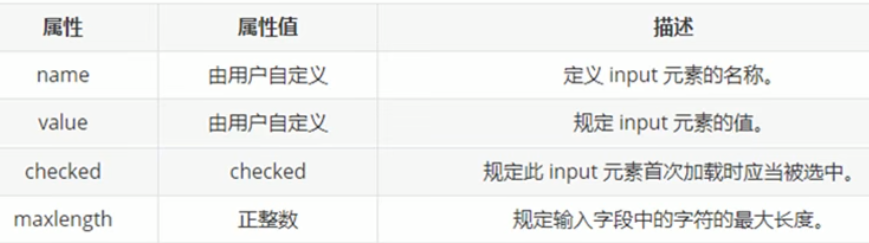 属性 属性值 描述
name 由用户自定义 定义 input 元素的名称。
value 由用户自定义 规定 input 元素的值。
checked checked 规定此 input 元素首次加载时应当被选中。
maxlength 正整数 规定输入字段中的字符的最大长度。